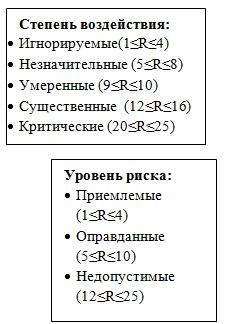 Степень воздействия:
• Игнорируемые(1≤R≤4)
• Незначительные (5≤R≤8)
• Умеренные (9≤R≤10)
• Существенные (12≤R≤16)
• Критические (20≤R≤25)
Уровень риска:
• Приемлемые
(1≤R≤4)
• Оправданные
(5≤R≤10)
• Недопустимые
(12≤R≤25)